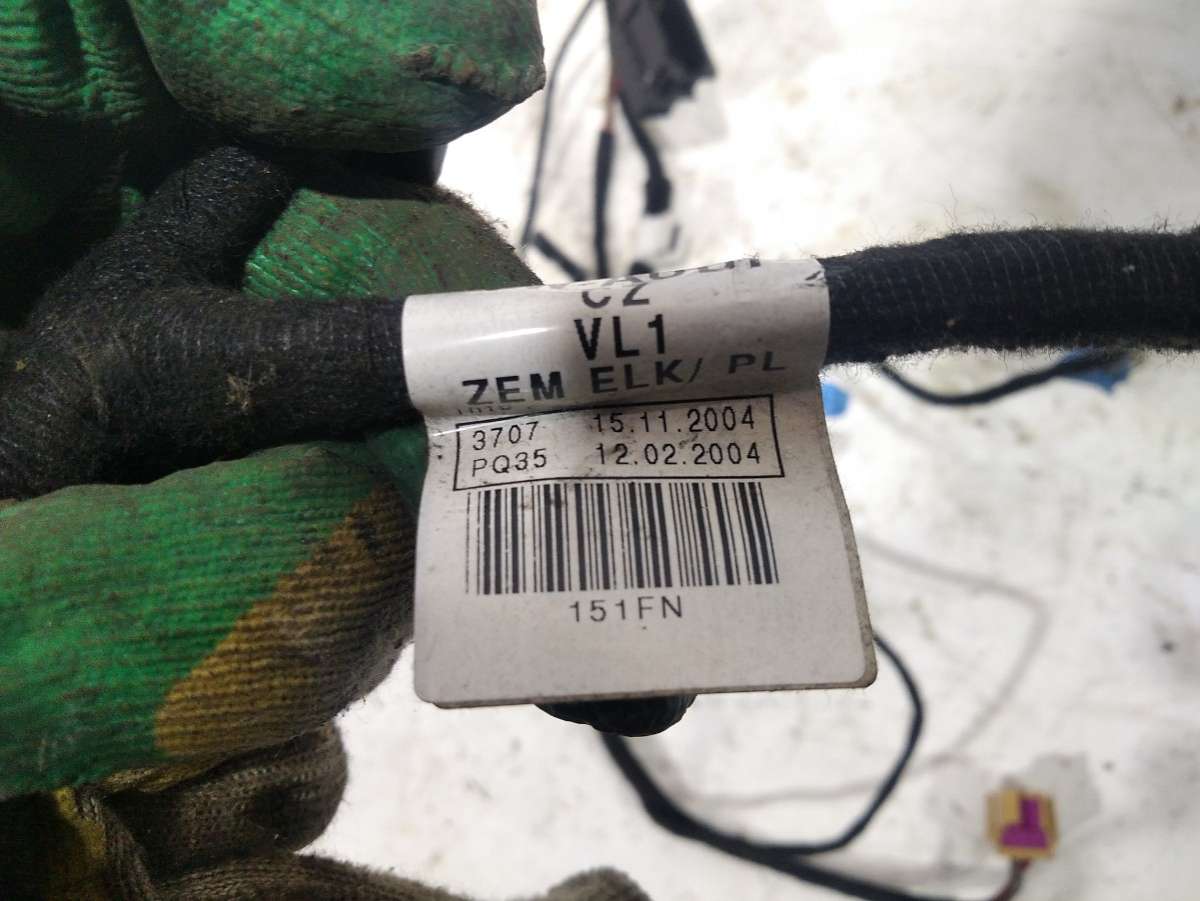 CZ
VL1
ZEM ELK/ PL
3707 15.11.2004
PQ35 12.02.2004
151FN